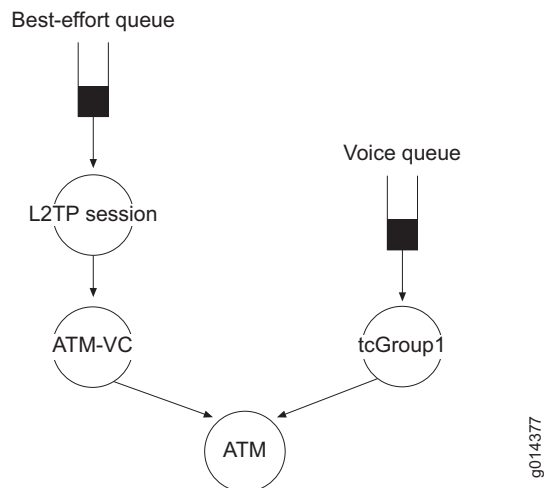 Best-effort queue
Voice queue
L2TP session
ATM-VC
tcGroup1
ATM
g014377